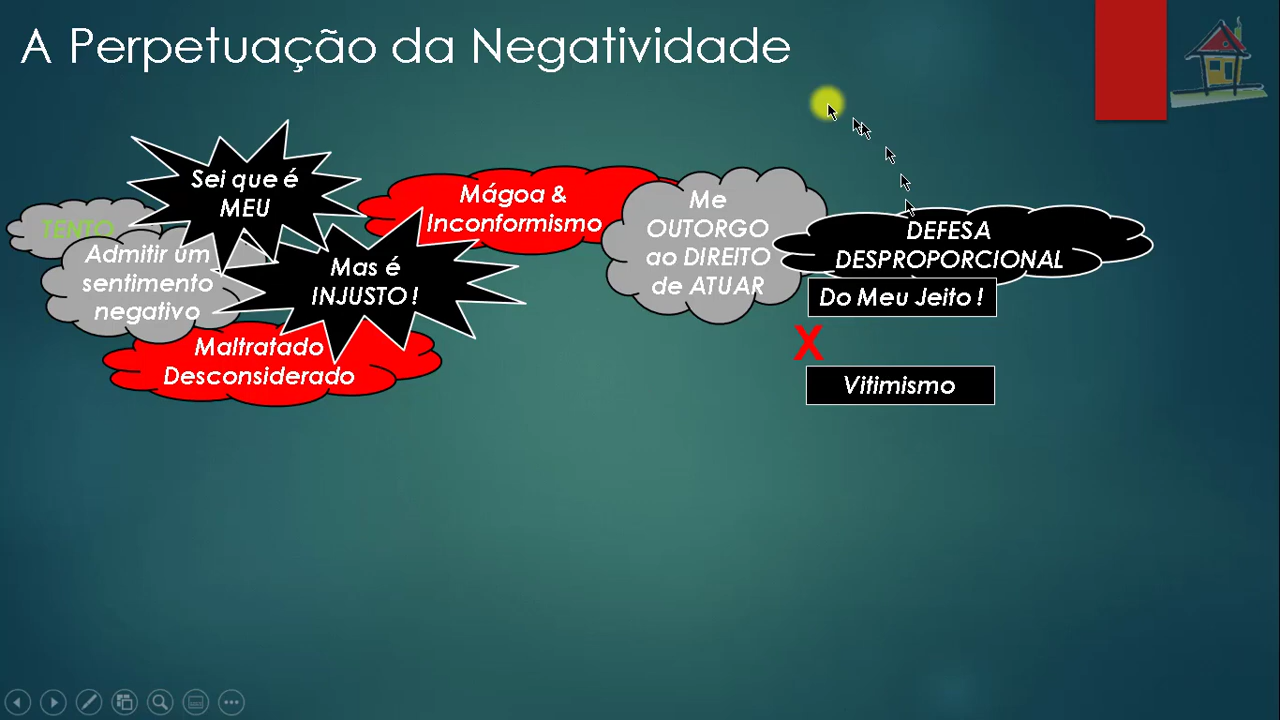 A Perpetuação da Negatividade
TENTO
Admitir um
sentimento
negativo
Sei que é
MEU
Mas é
INJUSTO !
Maltratado
Desconsiderado
Mágoa &
Inconformismo
Me
OUTORGO
ao DIREITO
de ATUAR
DEFESA
DESPROPORCIONAL
Do Meu Jeito !
X
Vitimismo